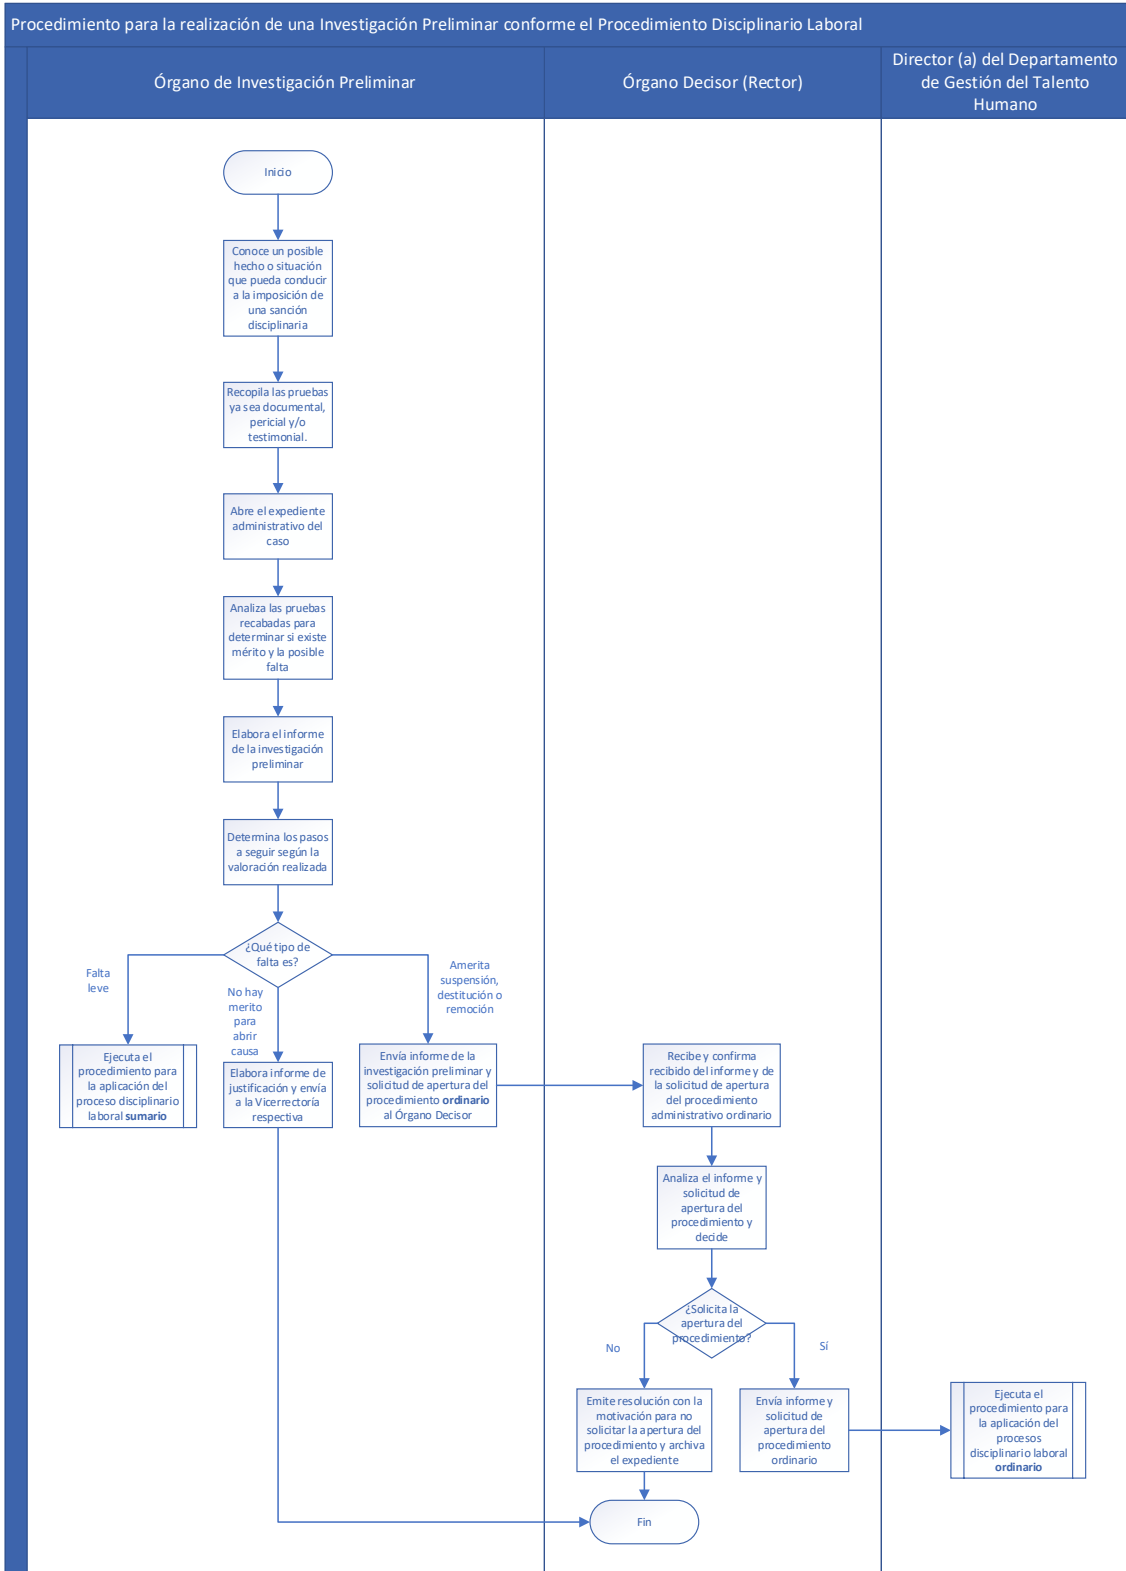 Procedimiento para la realización de una Investigación Preliminar conforme el Procedimiento Disciplinario Laboral
Órgano de Investigación Preliminar
Órgano Decisor (Rector)
Director (a) del Departamento
de Gestión del Talento
Humano
Inicio
Conoce un posible
hecho o situación
que pueda conducir
a la imposición de
una sanción
disciplinaria
Recopila las pruebas
ya sea documental,
pericial y/o
testimonial.
Abre el expediente
administrativo del
caso
Analiza las pruebas
recabadas para
determinar si existe
mérito y la posible
falta
Elabora el informe
de la investigación
preliminar
Determina los pasos
a seguir según la
valoración realizada
¿Qué tipo de
falta es?
Falta
leve
No hay
merito
para
abrir
causa
Amerita
suspensión,
destitución o
remoción
Ejecuta el
procedimiento para
la aplicación del
proceso disciplinario
laboral sumario
Elabora informe de
justificación y envía
a la Vicerrectoría
respectiva
Envía informe de la
investigación preliminar y
solicitud de apertura del
procedimiento ordinario
al Órgano Decisor
Recibe y confirma
recibido del informe y de
la solicitud de apertura
del procedimiento
administrativo ordinario
Analiza el informe y
solicitud de
apertura del
procedimiento y
decide
¿Solicita la
apertura del
procedimiento?
No
Sí
Emite resolución con la
motivación para no
solicitar la apertura del
procedimiento y archiva
el expediente
Envía informe y
solicitud de
apertura del
procedimiento
ordinario
Ejecuta el
procedimiento para
la aplicación del
procesos
disciplinario laboral
ordinario
Fin